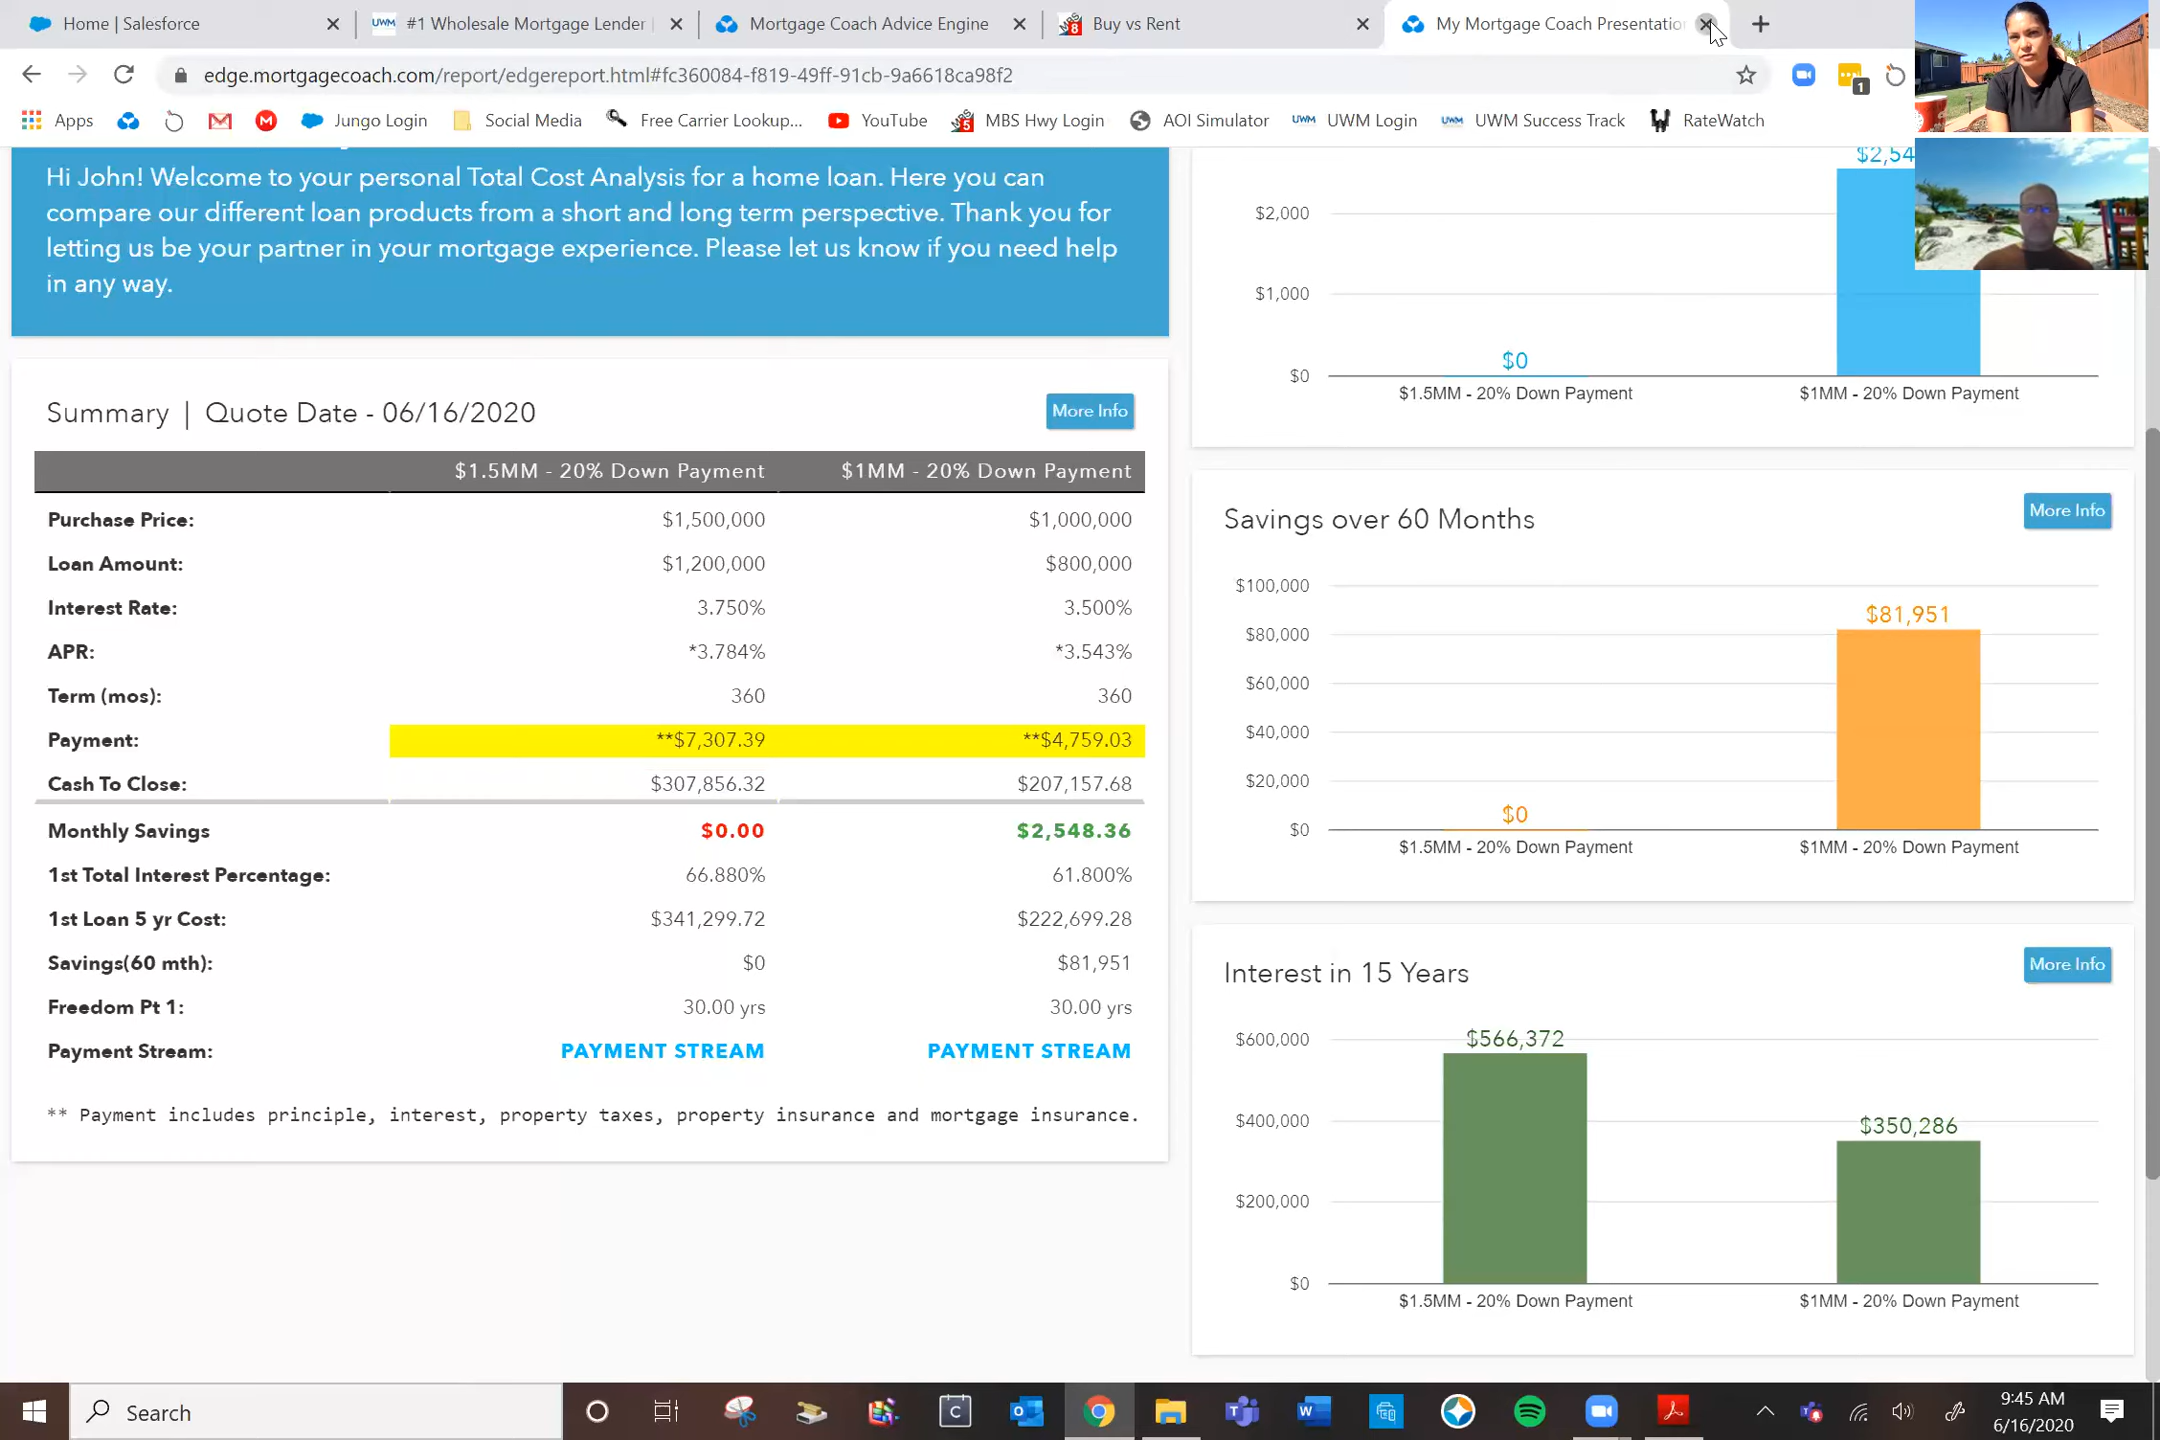 Home | Salesforce
UWM #1 Wholesale Mortgage Lender |
Mortgage Coach Advice Engine
Buy vs Rent
My Mortgage Coach Presentatio
edge.mortgagecoach.com/report/edgereport.html#fc360084-f819-49ff-91cb-9a6618ca98f2
1
Apps
Jungo Login
Social Media
Free Carrier Lookup...
YouTube
MBS Hwy Login
AOI Simulator
UWM UWM Login
UWM UWM Success Track
RateWatch
Hi John! Welcome to your personal Total Cost Analysis for a home loan. Here you can
compare our different loan products from a short and long term perspective. Thank you for
letting us be your partner in your mortgage experience. Please let us know if you need help
in any way.
Summary | Quote Date - 06/16/2020
More Info
$1.5MM - 20% Down Payment $1MM - 20% Down Payment
Purchase Price: $1,500,000 $1,000,000
Loan Amount: $1,200,000 $800,000
Interest Rate: 3.750% 3.500%
APR: *3.784% *3.543%
Term (mos): 360 360
Payment: **$7,307.39 **$4,759.03
Cash To Close: $307,856.32 $207,157.68
Monthly Savings $0.00 $2,548.36
1st Total Interest Percentage: 66.880% 61.800%
1st Loan 5 yr Cost: $341,299.72 $222,699.28
Savings(60 mth): $0 $81,951
Freedom Pt 1: 30.00 yrs 30.00 yrs
Payment Stream: PAYMENT STREAM PAYMENT STREAM
** Payment includes principle, interest, property taxes, property insurance and mortgage insurance.
$2,54
$2,000
$1,000
$0
$0
$1.5MM - 20% Down Payment $1MM - 20% Down Payment
Savings over 60 Months
More Info
$100,000
$81,951
$80,000
$60,000
$40,000
$20,000
$0
$0
$1.5MM - 20% Down Payment $1MM - 20% Down Payment
Interest in 15 Years
More Info
$600,000
$566,372
$400,000
$350,286
$200,000
$0
$1.5MM - 20% Down Payment $1MM - 20% Down Payment
Search
9:45 AM
6/16/2020